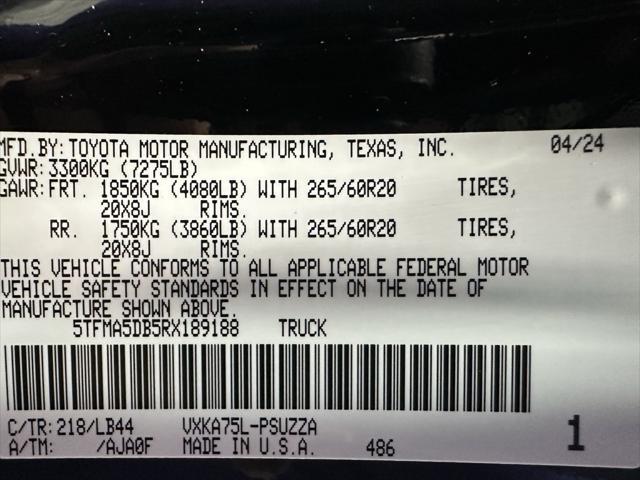 MFD.BY: TOYOTA MOTOR MANUFACTURING, TEXAS, INC. 04/24
GVWR: 3300KG (7275LB)
GAWR: FRT. 1850KG (4080LB) WITH 265/60R20 TIRES,
20X8J RIMS.
RR. 1750KG (3860LB) WITH 265/60R20 TIRES,
20X8J RIMS.
THIS VEHICLE CONFORMS TO ALL APPLICABLE FEDERAL MOTOR
VEHICLE SAFETY STANDARDS IN EFFECT ON THE DATE OF
MANUFACTURE SHOWN ABOVE.
5TFMA5DB5RX189188 TRUCK
C/TR: 218/LB44 VXKA75L-PSUZZA
A/TM: /AJA0F MADE IN U.S.A. 486 1